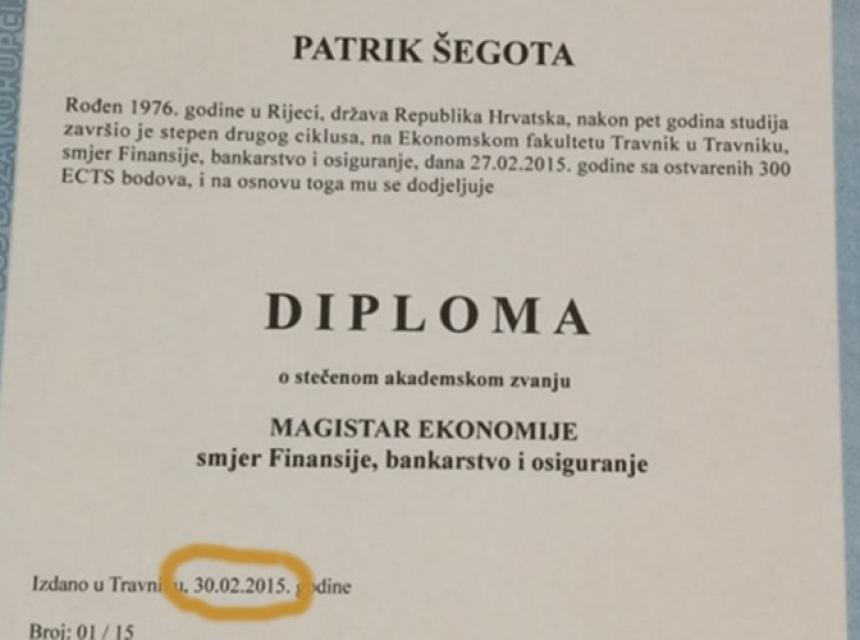 PATRIK ŠEGOTA
Rođen 1976. godine u Rijeci, država Republika Hrvatska, nakon pet godina studija
završio je stepen drugog ciklusa, na Ekonomskom fakultetu Travnik u Travniku,
smjer Finansije, bankarstvo i osiguranje, dana 27.02.2015. godine sa ostvarenih 300
ECTS bodova, i na osnovu toga mu se dodjeljuje
DIPLOMA
o stečenom akademskom zvanju
MAGISTAR EKONOMIJE
smjer Finansije, bankarstvo i osiguranje
Izdano u Travniku, 30.02.2015. godine
Broj: 01 / 15